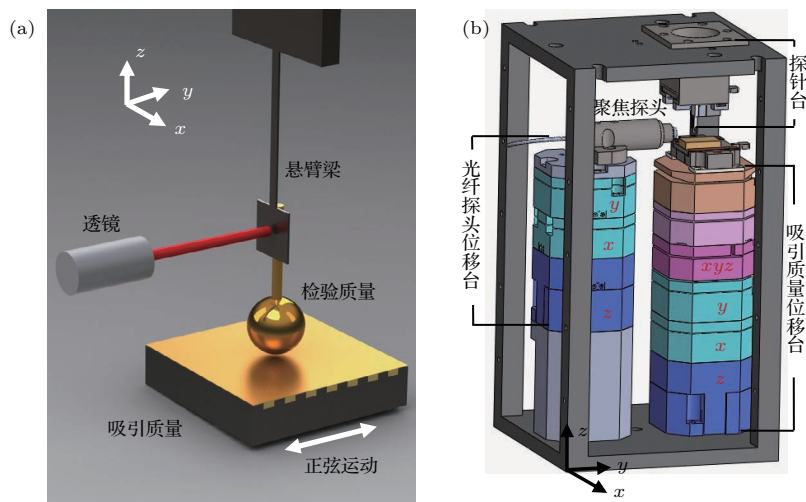 (a)
z
y
x
悬臂梁
透镜
检验质量
吸引质量
正弦运动
(b)
聚焦探头
探针台
光纤探头位移台
吸引质量位移台
y
x
z
xyz
y
x
z
z
y
x